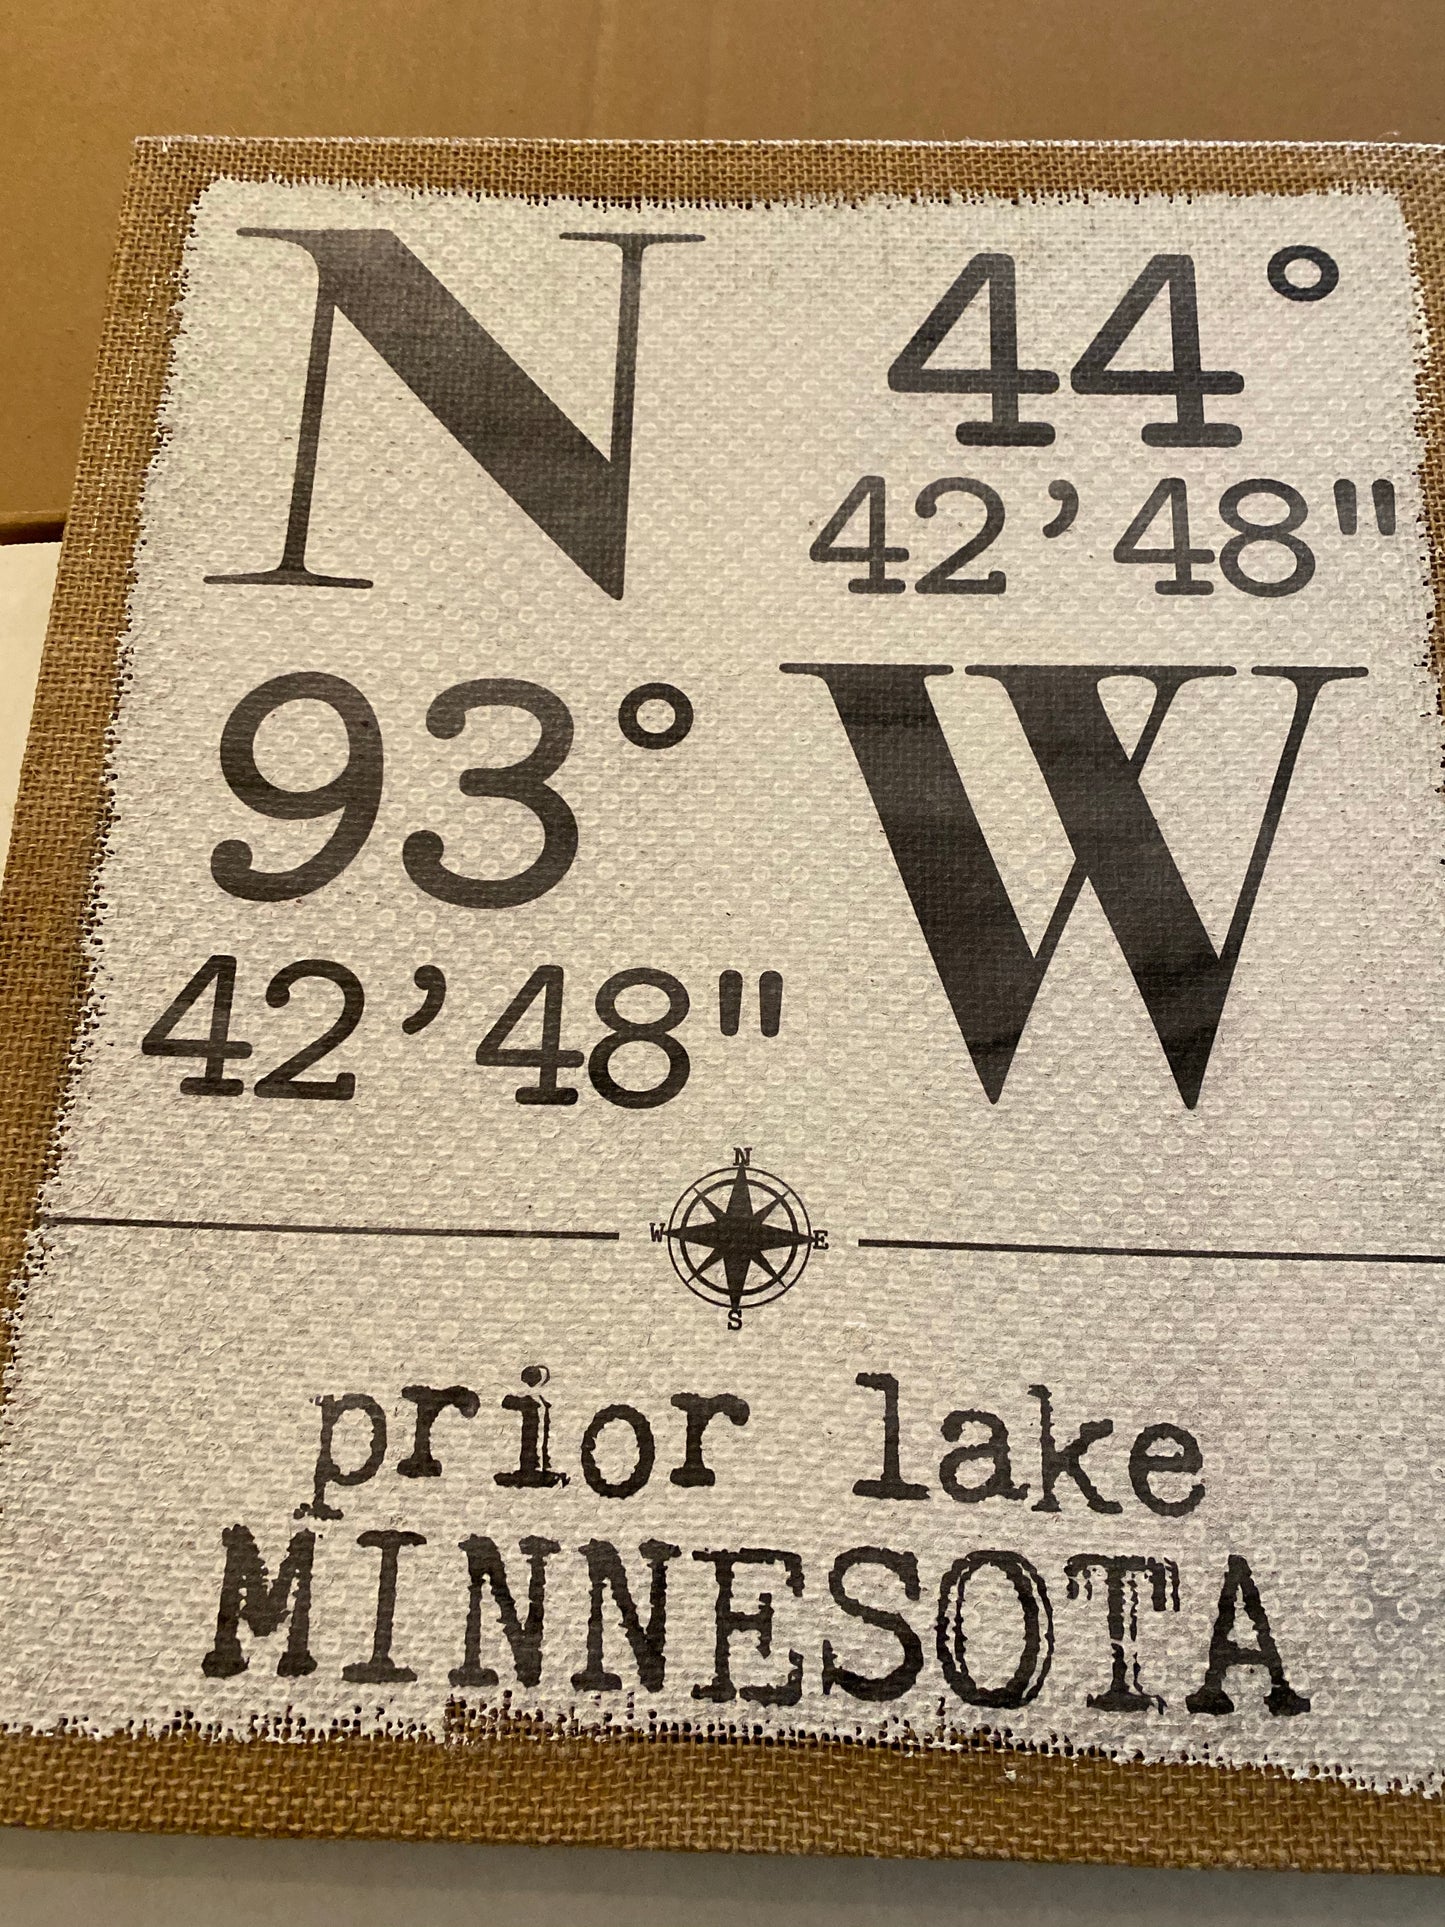 N 44°
42’48"
93° W
42’48"
N
W E
S
prior lake
MINNESOTA